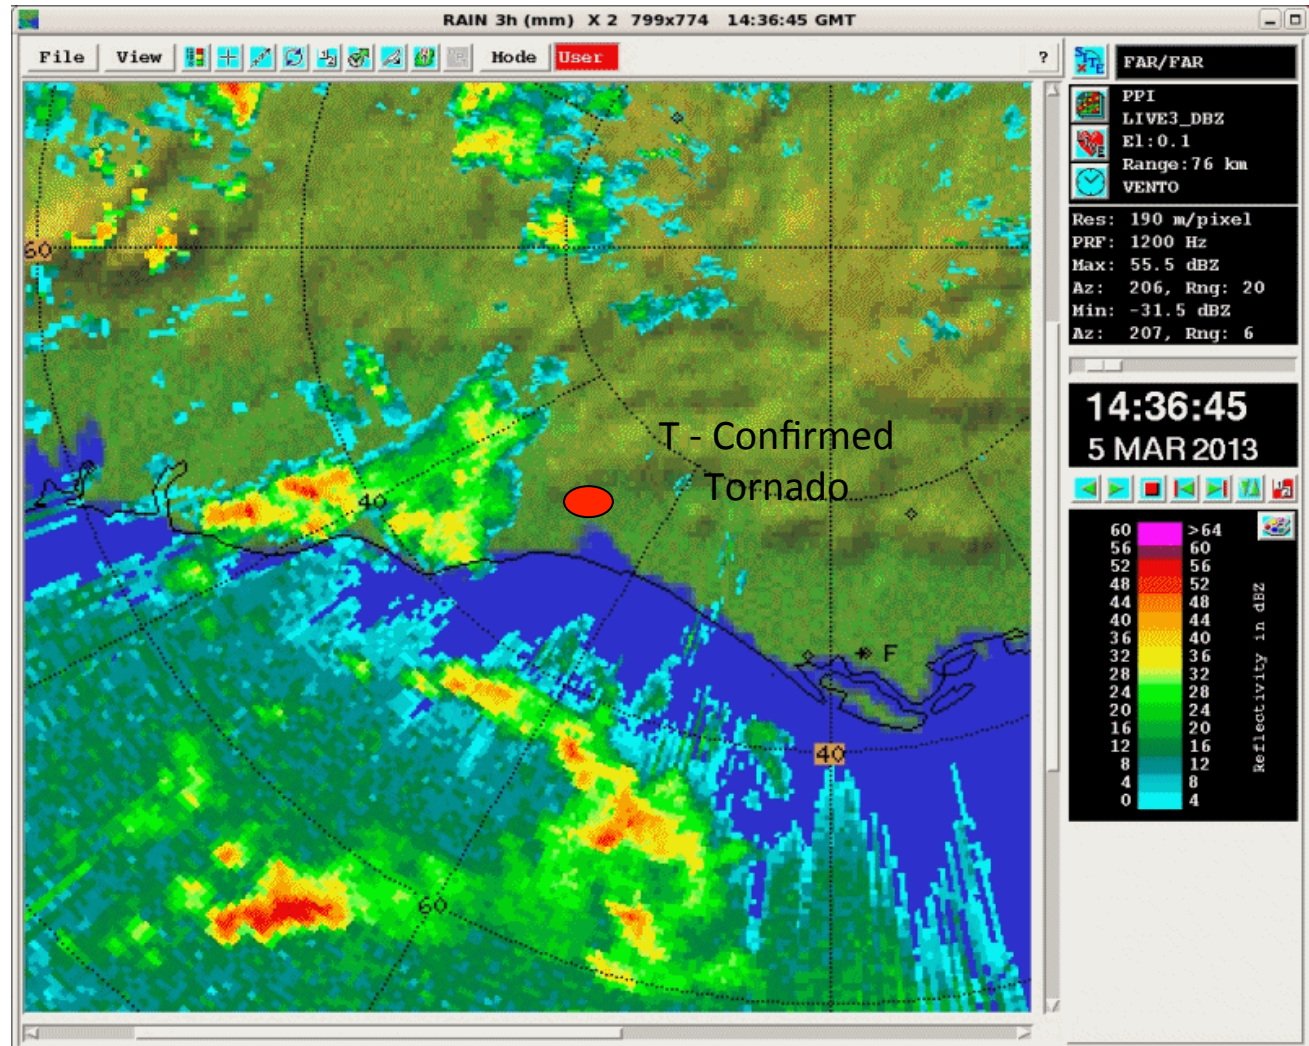 RAIN 3h (mm) X 2 799x774 14:36:45 GMT
File View 1/2 Mode User ?
SITE FAR/FAR
PPI
LIVE3_DBZ
El:0.1
Range:76 km
VENTO
Res: 190 m/pixel
PRF: 1200 Hz
Max: 55.5 dBZ
Az: 206, Rng: 20
Min: -31.5 dBZ
Az: 207, Rng: 6
60
T - Confirmed
Tornado
40
F
40
60
14:36:45
5 MAR 2013
60 >64
56 60
52 56
48 52
44 48
40 44
36 40
32 36
28 32
24 28
20 24
16 20
12 16
8 12
4 8
0 4
Reflectivity in dBZ